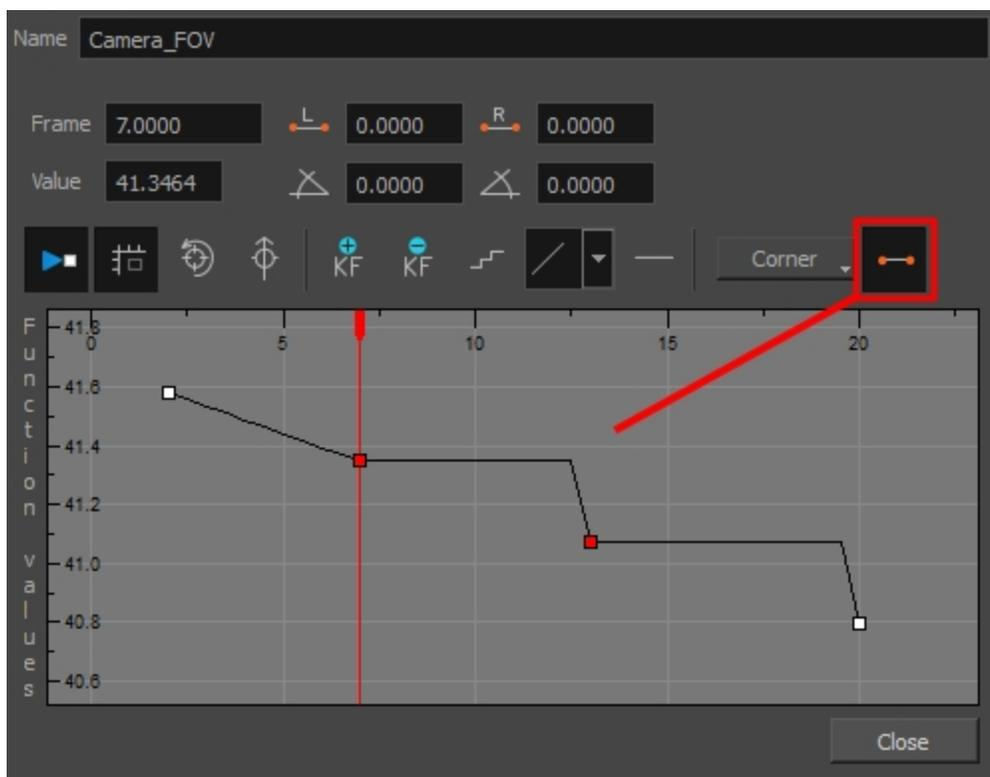 Name Camera_FOV
Frame 7.0000 L 0.0000 R 0.0000
Value 41.3464 0.0000 0.0000
KF KF Corner
Function values
0 5 10 15 20
41.8
41.6
41.4
41.2
41.0
40.8
40.6
Close